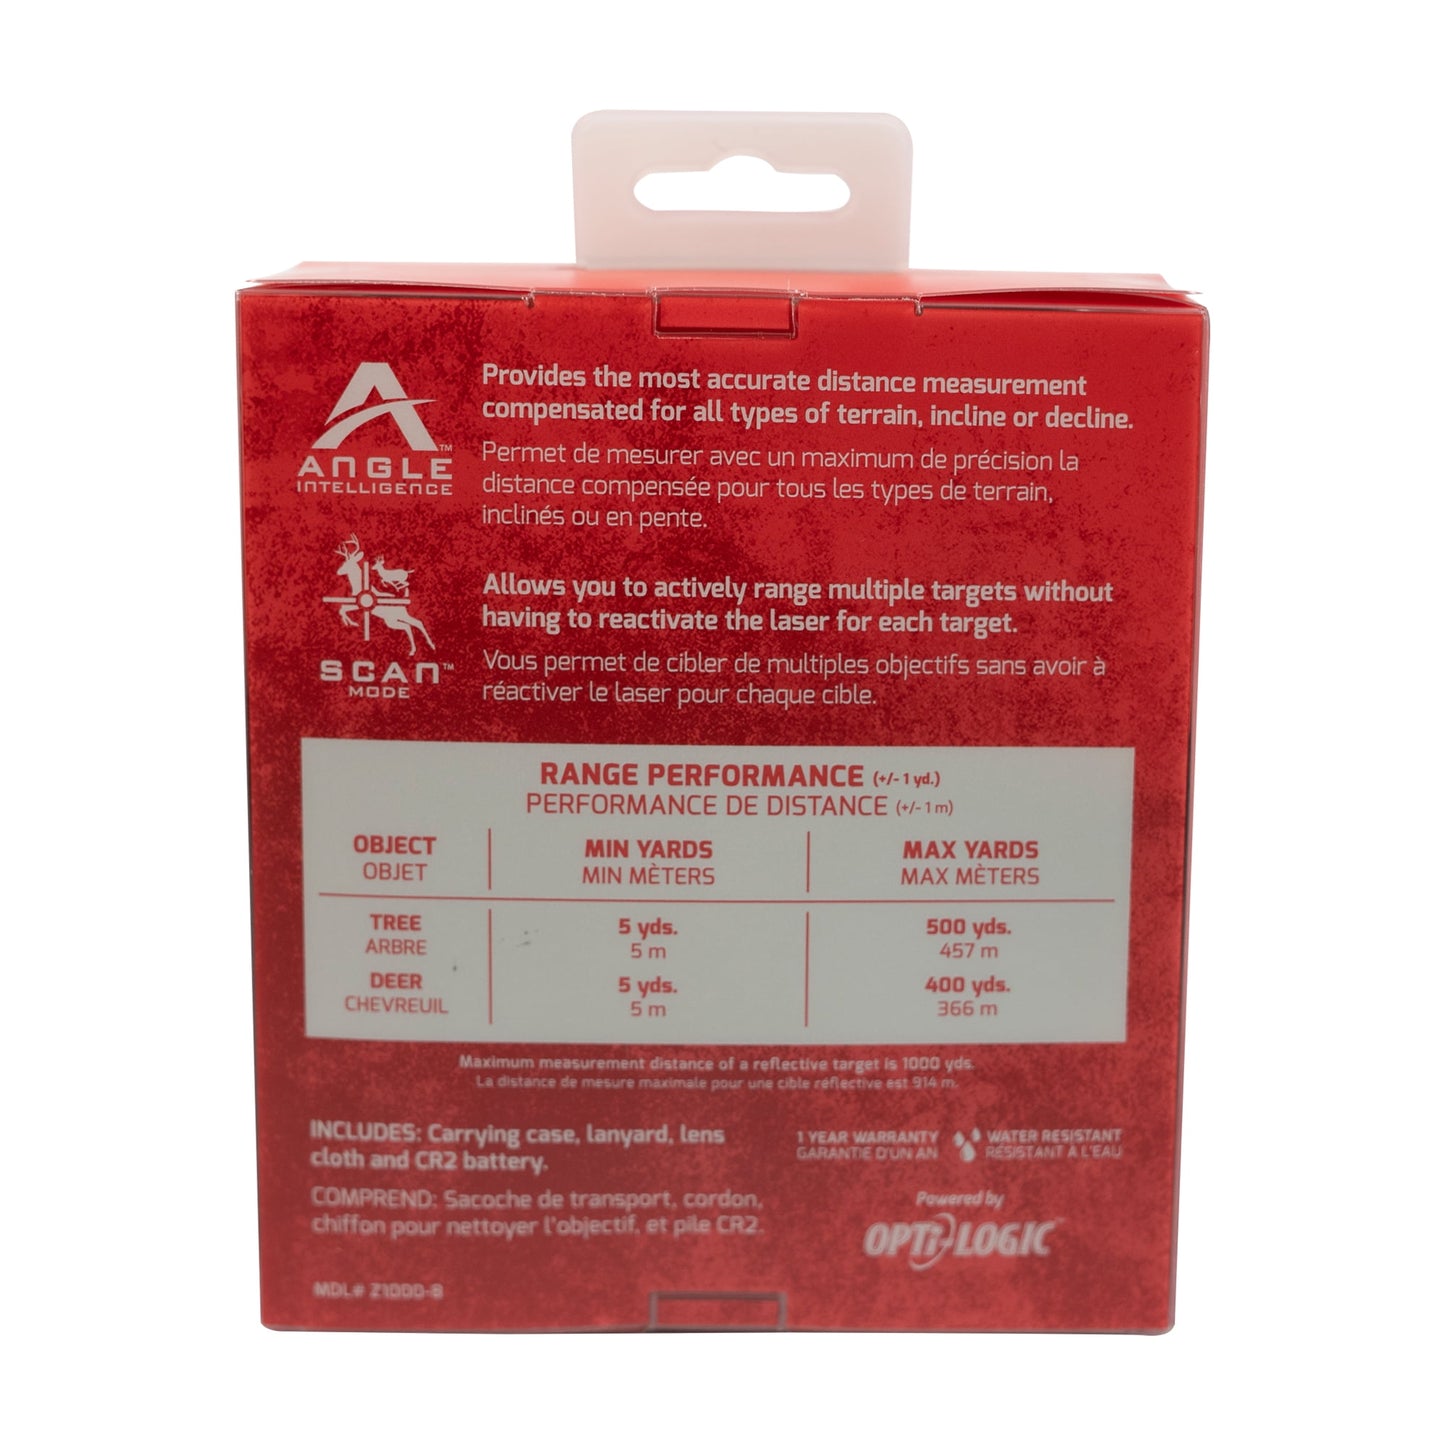 ANGLE™
INTELLIGENCE
Provides the most accurate distance measurement
compensated for all types of terrain, incline or decline.
Permet de mesurer avec un maximum de précision la
distance compensée pour tous les types de terrain,
inclinés ou en pente.
SCAN™
MODE
Allows you to actively range multiple targets without
having to reactivate the laser for each target.
Vous permet de cibler de multiples objectifs sans avoir à
réactiver le laser pour chaque cible.
RANGE PERFORMANCE (+/- 1 yd.)
PERFORMANCE DE DISTANCE (+/- 1 m)
OBJECT MIN YARDS MAX YARDS
OBJET MIN MÈTERS MAX MÈTERS
TREE 5 yds. 500 yds.
ARBRE 5 m 457 m
DEER 5 yds. 400 yds.
CHEVREUIL 5 m 366 m
Maximum measurement distance of a reflective target is 1000 yds.
La distance de mesure maximale pour une cible réflective est 914 m.
INCLUDES: Carrying case, lanyard, lens
cloth and CR2 battery.
COMPREND: Sacoche de transport, cordon,
chiffon pour nettoyer l'objectif, et pile CR2.
MDL# Z1000-B
1 YEAR WARRANTY
GARANTIE D'UN AN
WATER RESISTANT
RÉSISTANT À L'EAU
Powered by
OPTI-LOGIC™